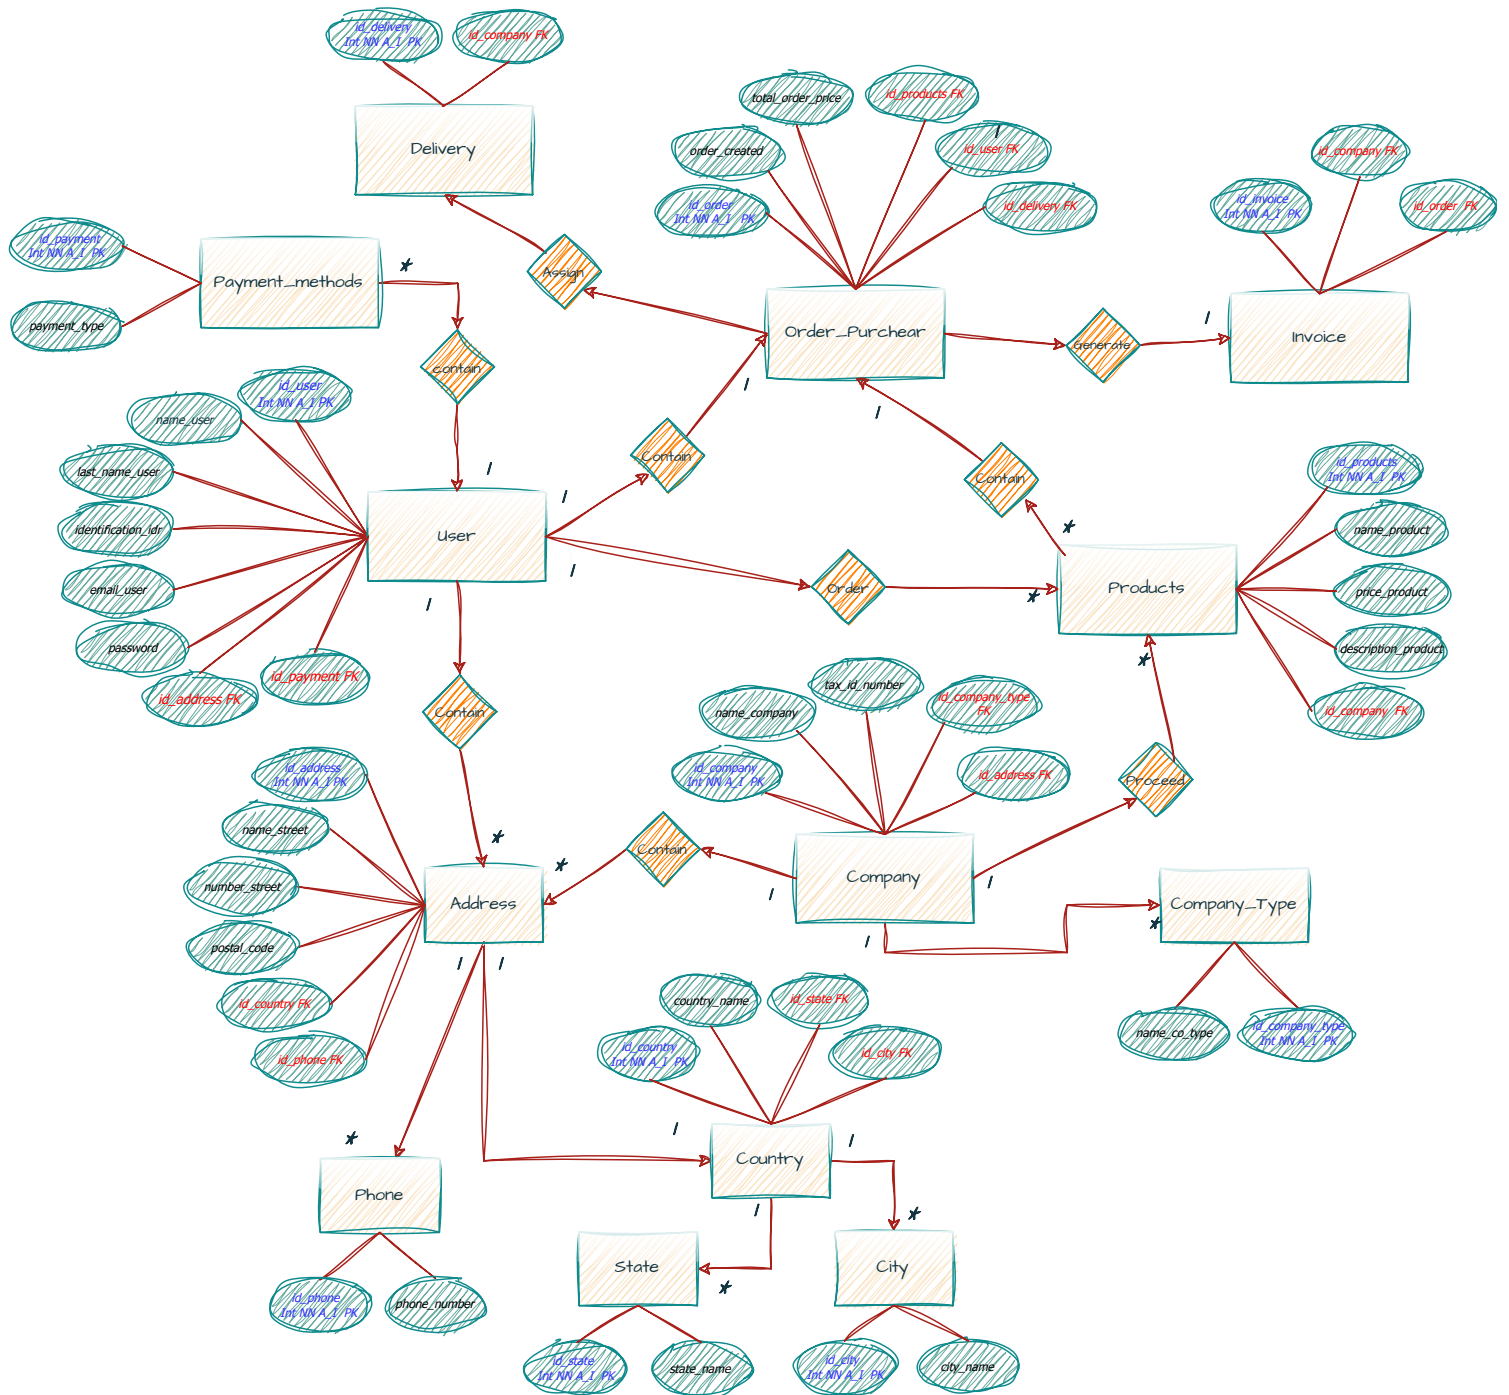 id_delivery
Int NN A_I PK
id_company FK
Delivery
total_order_price
id_products FK
order_created
/
id_user FK
id_order
Int NN A_I PK
id_delivery FK
id_company FK
id_invoice
Int NN A_I PK
id_order FK
id_payment
Int NN A_I PK
payment_type
Payment_methods
*
Assign
Order_Purchear
Generate
/
Invoice
Contain
/
/
id_user
Int NN A_I PK
name_user
last_name_user
identification_idr
email_user
password
id_address FK
id_payment FK
/
User
/
/
/
Contain
Contain
*
Order
*
Products
id_products
Int NN A_I PK
name_product
price_product
description_product
id_company FK
*
Contain
tax_id_number
name_company
id_company_type
FK
id_company
Int NN A_I PK
id_address FK
Proceed
id_address
Int NN A_I PK
name_street
number_street
postal_code
id_country FK
id_phone FK
*
*
Address
Contain
/
Company
/
/
Company_Type
*
/
/
name_co_type
id_company_type
Int NN A_I PK
country_name
id_state FK
id_country
Int NN A_I PK
id_city FK
*
/
/
Phone
Country
/
*
id_phone
Int NN A_I PK
phone_number
State
*
City
id_state
Int NN A_I PK
state_name
id_city
Int NN A_I PK
city_name